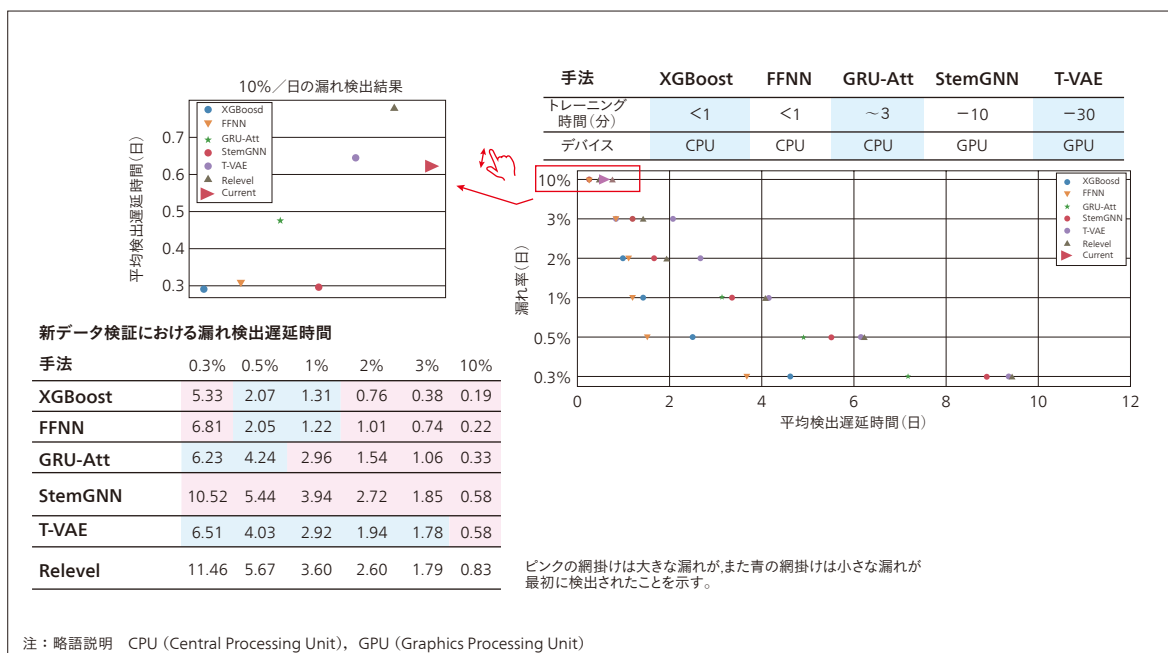 10%/日の漏れ検出結果
平均検出遅延時間(日)
0.7
0.6
0.5
0.4
0.3
XGBoosd
FFNN
GRU-Att
StemGNN
T-VAE
Relevel
Current
手法 XGBoost FFNN GRU-Att StemGNN T-VAE
トレーニング
時間(分) <1 <1 ~3 −10 −30
デバイス CPU CPU CPU GPU GPU
漏れ率(日)
10%
3%
2%
1%
0.5%
0.3%
XGBoosd
FFNN
GRU-Att
StemGNN
T-VAE
Relevel
Current
0 2 4 6 8 10 12
平均検出遅延時間(日)
新データ検証における漏れ検出遅延時間
手法 0.3% 0.5% 1% 2% 3% 10%
XGBoost 5.33 2.07 1.31 0.76 0.38 0.19
FFNN 6.81 2.05 1.22 1.01 0.74 0.22
GRU-Att 6.23 4.24 2.96 1.54 1.06 0.33
StemGNN 10.52 5.44 3.94 2.72 1.85 0.58
T-VAE 6.51 4.03 2.92 1.94 1.78 0.58
Relevel 11.46 5.67 3.60 2.60 1.79 0.83
ピンクの網掛けは大きな漏れが,また青の網掛けは小さな漏れが
最初に検出されたことを示す。
注:略語説明 CPU(Central Processing Unit),GPU(Graphics Processing Unit)